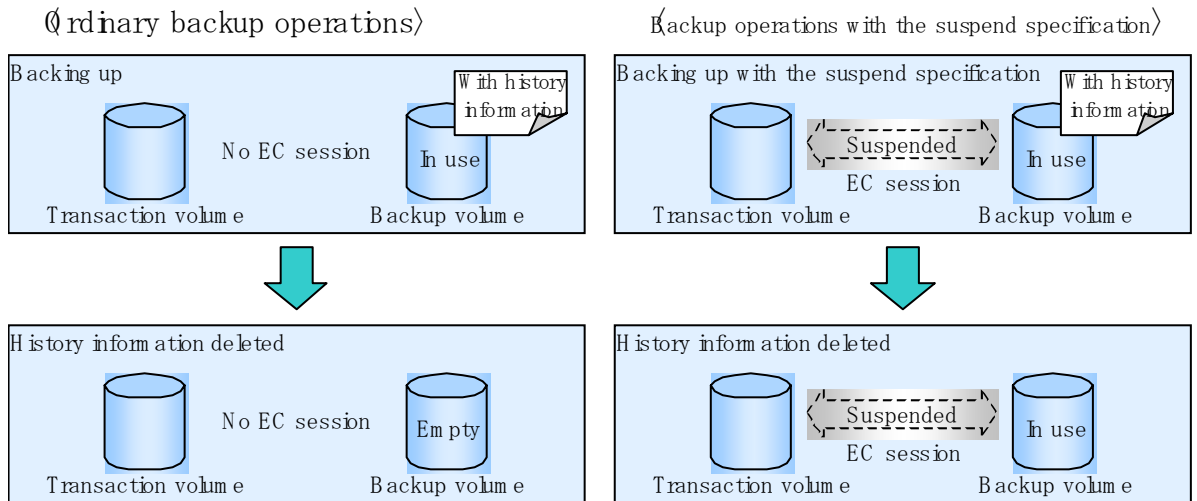 〈Ordinary backup operations〉
Backing up
With history
information
No EC session
In use
Transaction volume
Backup volume
History information deleted
No EC session
Empty
Transaction volume
Backup volume
〈Backup operations with the suspend specification〉
Backing up with the suspend specification
With history
information
Suspended
In use
EC session
Transaction volume
Backup volume
History information deleted
Suspended
In use
EC session
Transaction volume
Backup volume